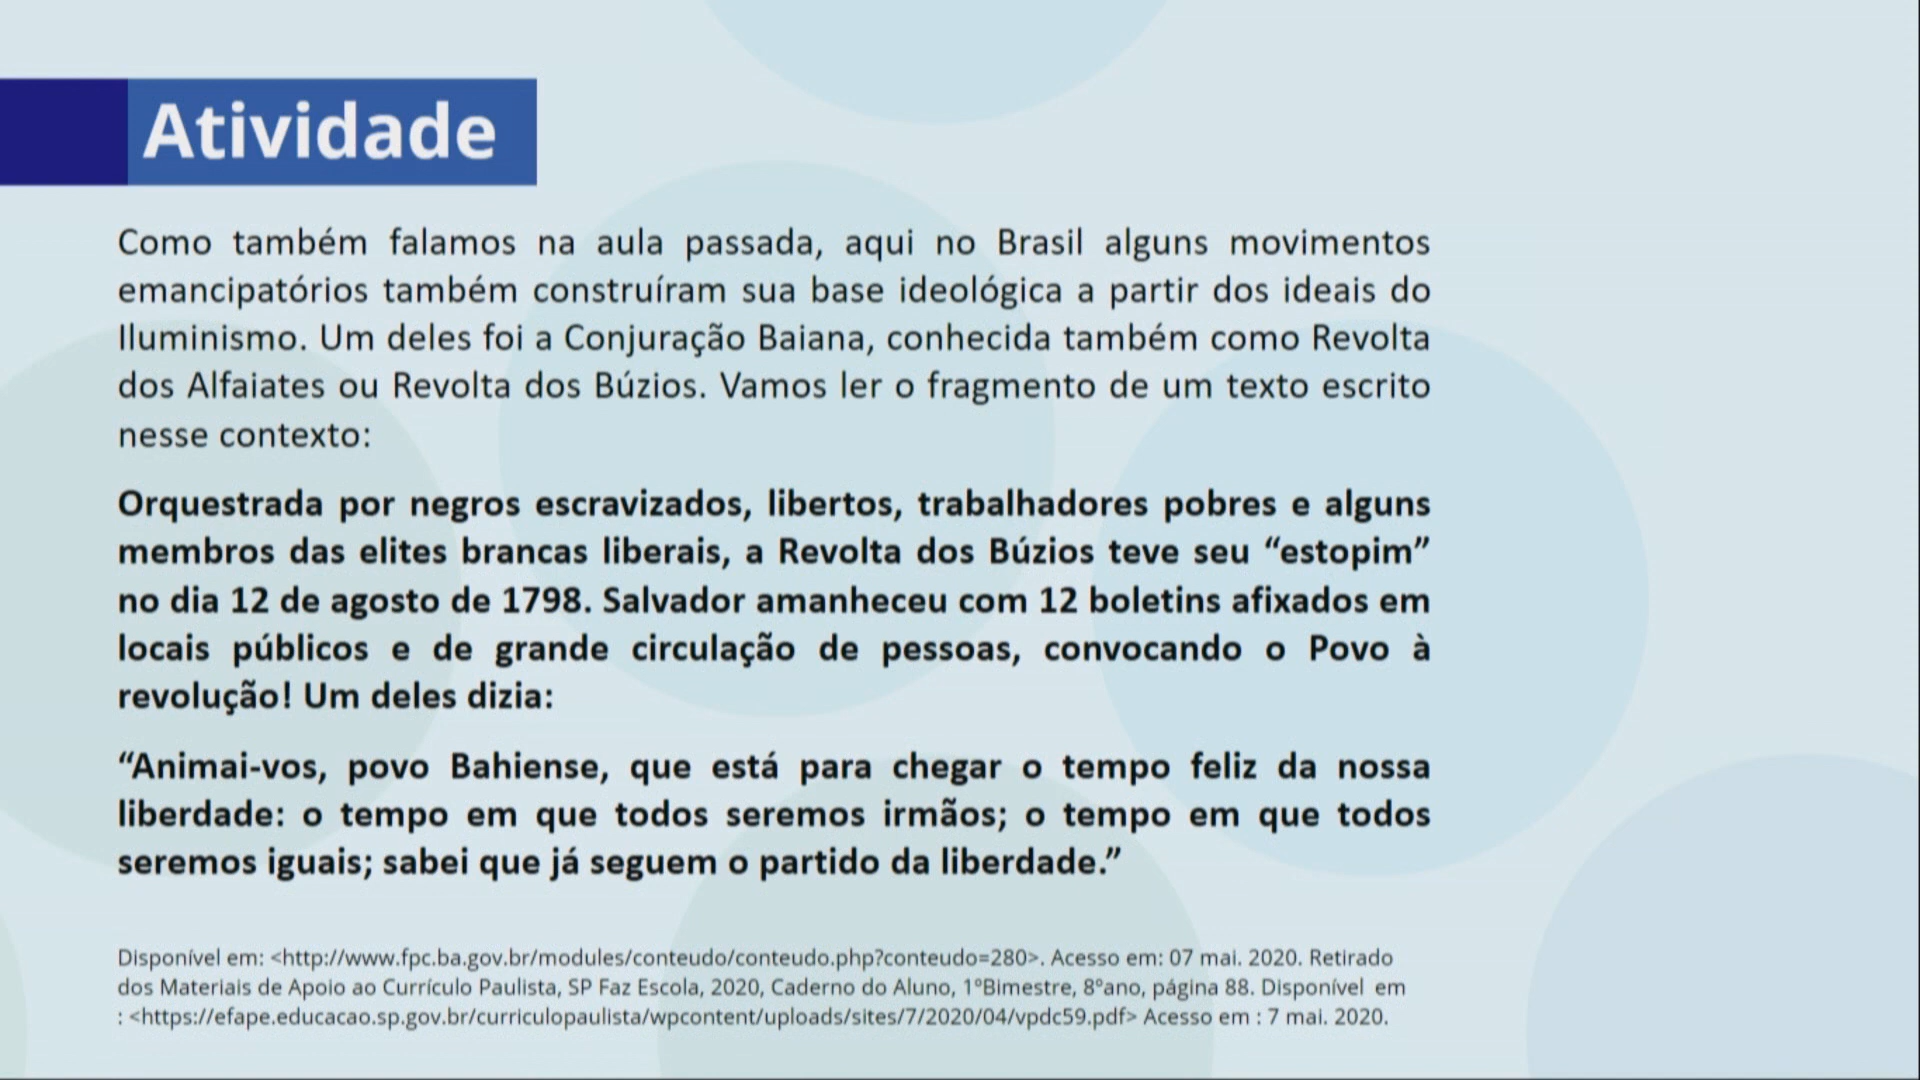 Atividade
Como também falamos na aula passada, aqui no Brasil alguns movimentos
emancipatórios também construíram sua base ideológica a partir dos ideais do
Iluminismo. Um deles foi a Conjuração Baiana, conhecida também como Revolta
dos Alfaiates ou Revolta dos Búzios. Vamos ler o fragmento de um texto escrito
nesse contexto:
Orquestrada por negros escravizados, libertos, trabalhadores pobres e alguns
membros das elites brancas liberais, a Revolta dos Búzios teve seu “estopim”
no dia 12 de agosto de 1798. Salvador amanheceu com 12 boletins afixados em
locais públicos e de grande circulação de pessoas, convocando o Povo à
revolução! Um deles dizia:
“Animai-vos, povo Bahiense, que está para chegar o tempo feliz da nossa
liberdade: o tempo em que todos seremos irmãos; o tempo em que todos
seremos iguais; sabei que já seguem o partido da liberdade.”
Disponível em: <http://www.fpc.ba.gov.br/modules/conteudo/conteudo.php?conteudo=280>. Acesso em: 07 mai. 2020. Retirado
dos Materiais de Apoio ao Currículo Paulista, SP Faz Escola, 2020, Caderno do Aluno, 1ºBimestre, 8ºano, página 88. Disponível em
: <https://efape.educacao.sp.gov.br/curriculopaulista/wpcontent/uploads/sites/7/2020/04/vpdc59.pdf> Acesso em : 7 mai. 2020.